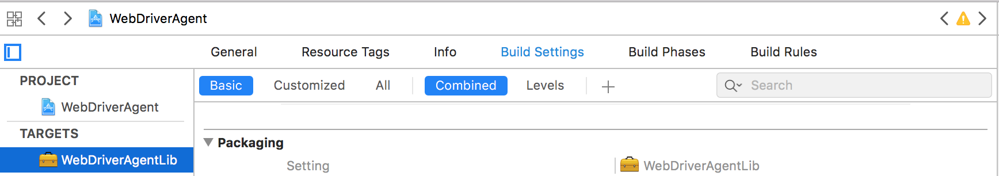 WebDriverAgent
General Resource Tags Info Build Settings Build Phases Build Rules
PROJECT
Basic Customized All Combined Levels Search
WebDriverAgent
TARGETS
Packaging
WebDriverAgentLib
Setting WebDriverAgentLib